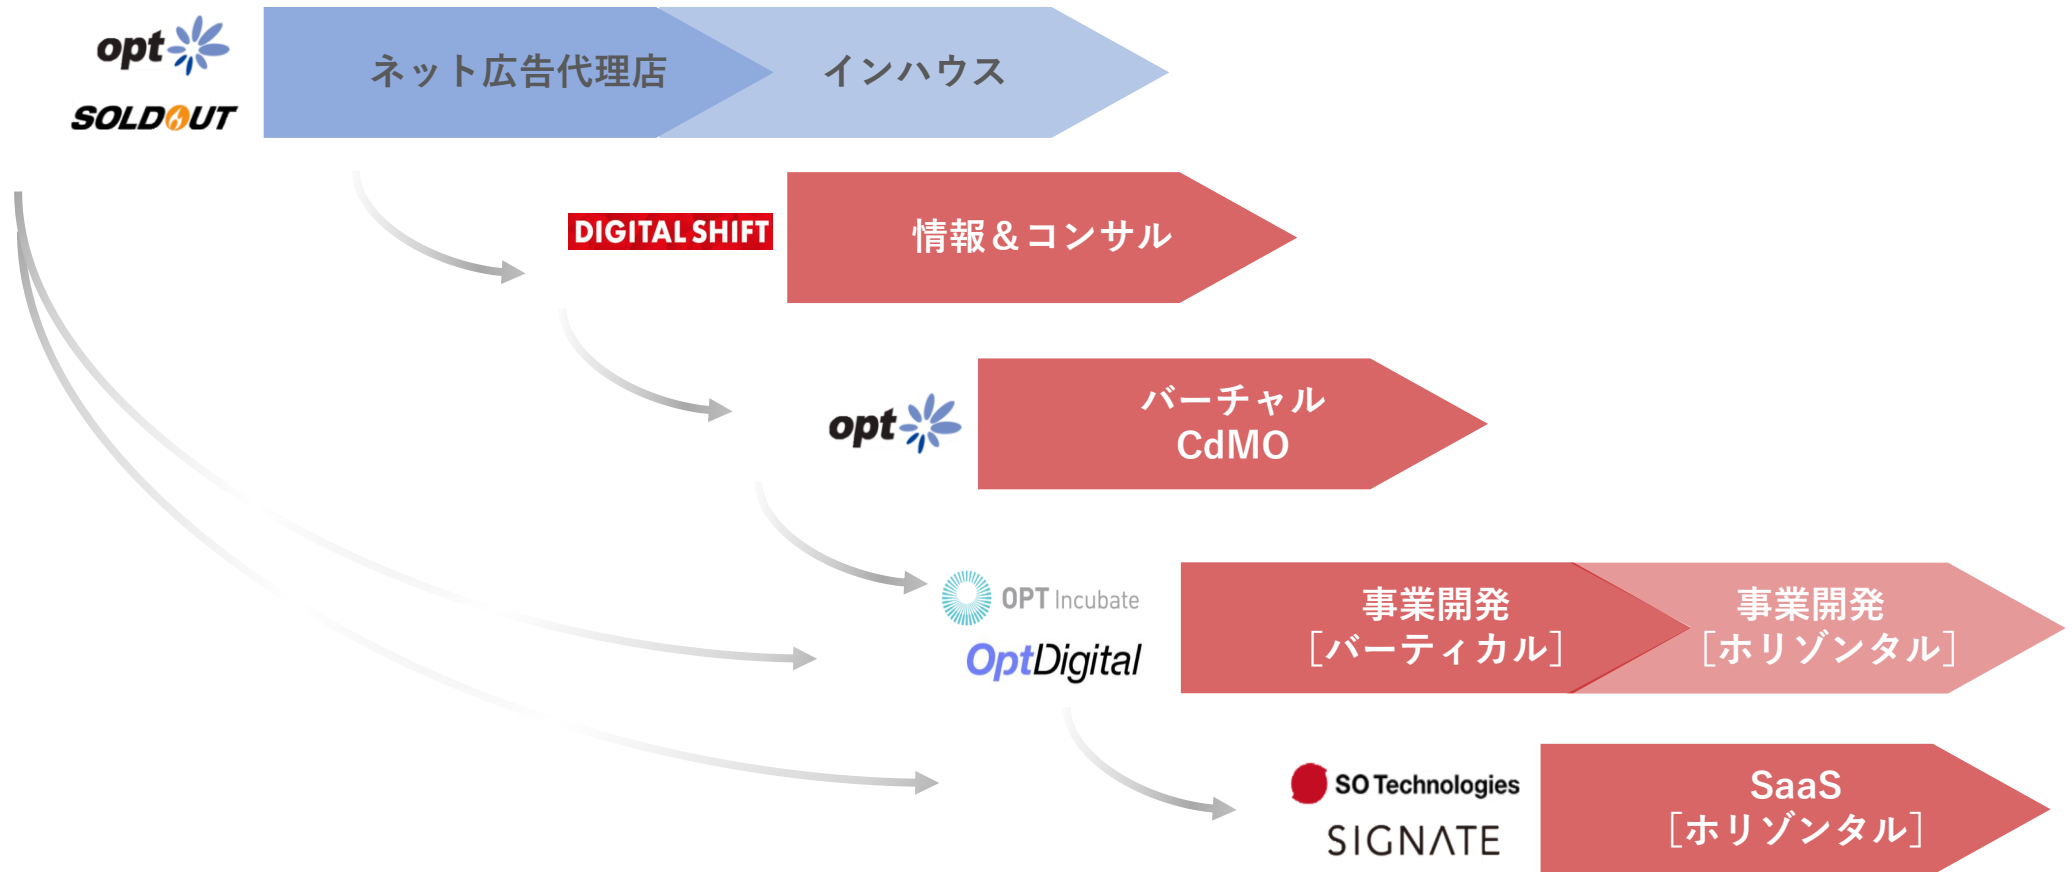 opt
SOLDOUT
ネット広告代理店
インハウス
DIGITAL SHIFT
情報＆コンサル
opt
バーチャル
CdMO
OPT Incubate
OptDigital
事業開発
［バーティカル］
事業開発
［ホリゾンタル］
SO Technologies
SIGNATE
SaaS
［ホリゾンタル］